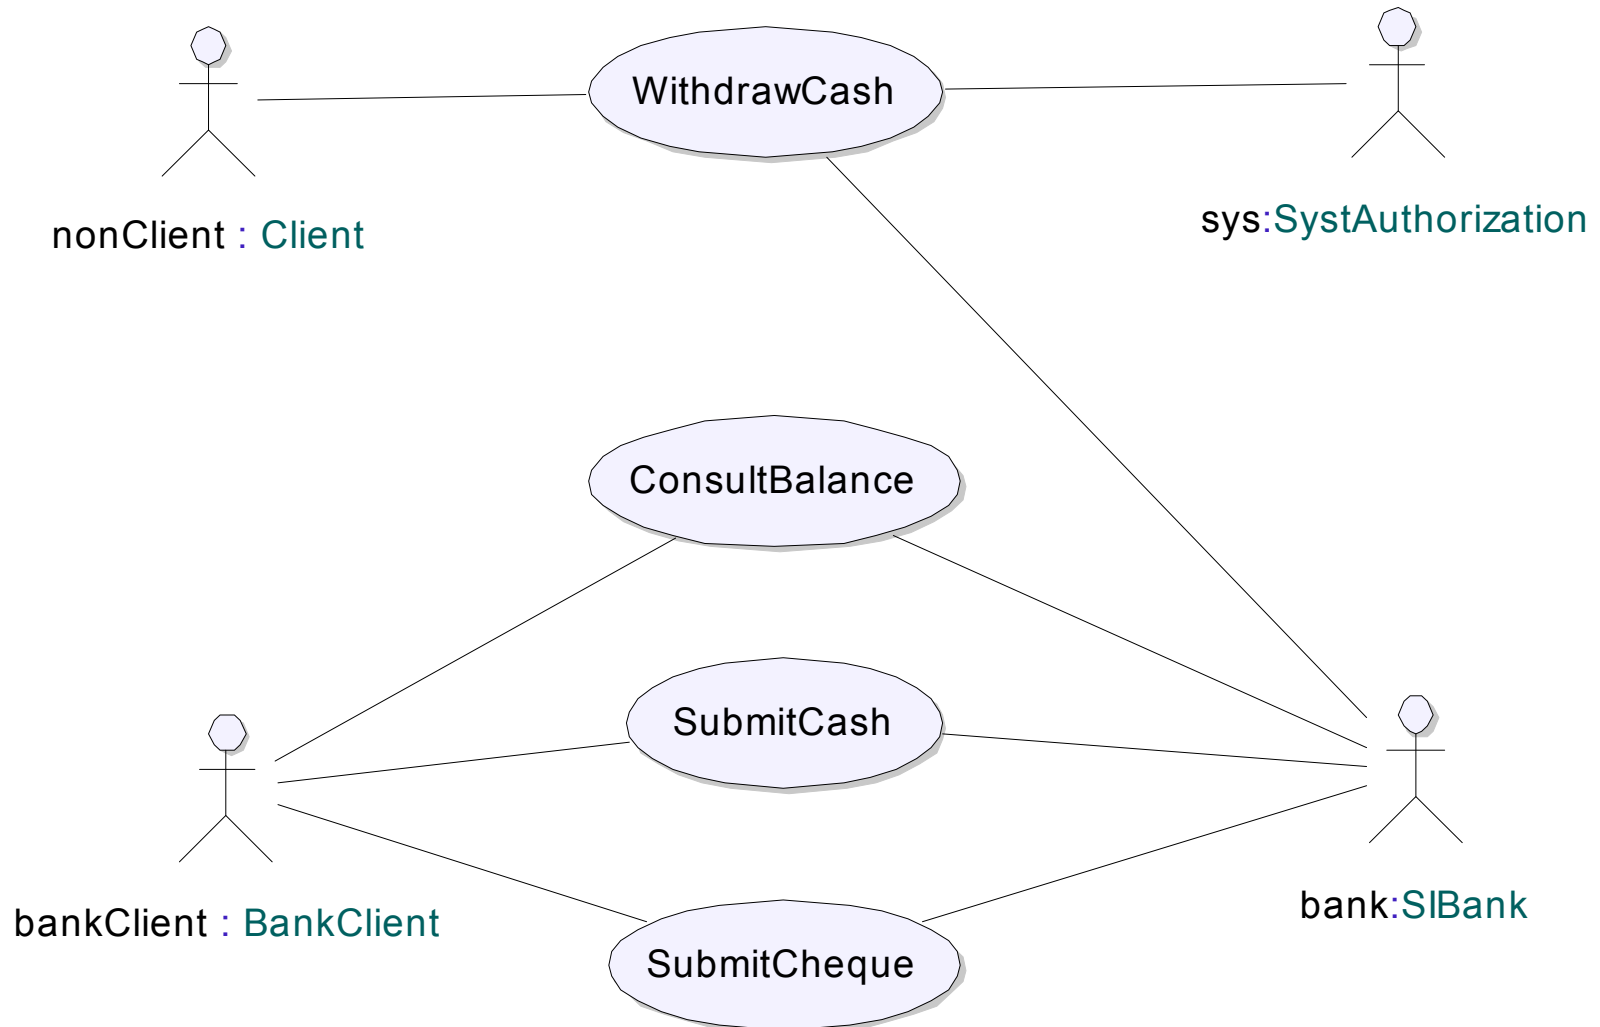 WithdrawCash
nonClient : Client
sys:SystAuthorization
ConsultBalance
SubmitCash
bankClient : BankClient
bank:SIBank
SubmitCheque